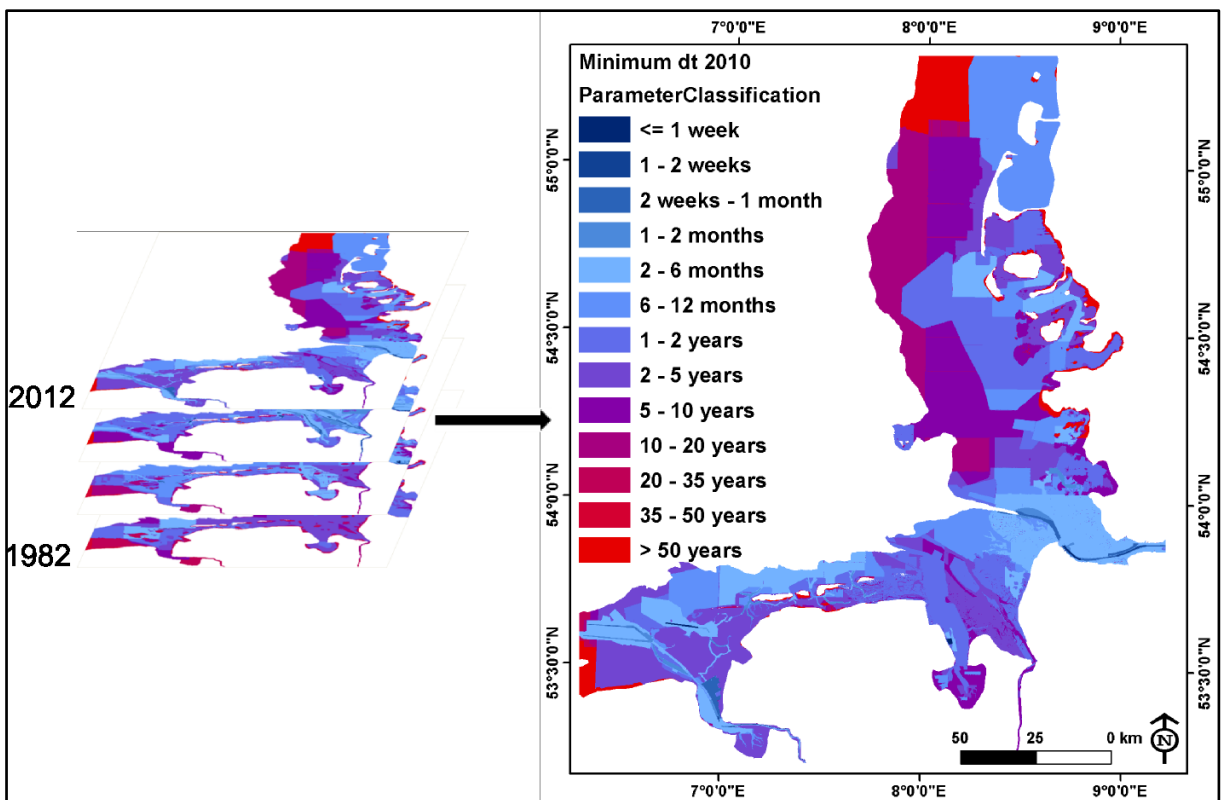 2012
1982
7°0'0"E 8°0'0"E 9°0'0"E
Minimum dt 2010
ParameterClassification
<= 1 week
1 - 2 weeks
2 weeks - 1 month
1 - 2 months
2 - 6 months
6 - 12 months
1 - 2 years
2 - 5 years
5 - 10 years
10 - 20 years
20 - 35 years
35 - 50 years
> 50 years
55°0'0"N
54°30'0"N
54°0'0"N
53°30'0"N
55°0'0"N
54°30'0"N
54°0'0"N
53°30'0"N
50 25 0 km
N
7°0'0"E 8°0'0"E 9°0'0"E